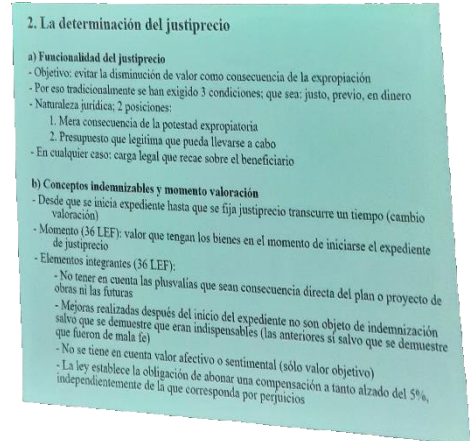 2. La determinación del justiprecio
a) Funcionalidad del justiprecio
- Objetivo: evitar la disminución de valor como consecuencia de la expropiación
- Por eso tradicionalmente se han exigido 3 condiciones; que sea: justo, previo, en dinero
- Naturaleza jurídica; 2 posiciones:
1. Mera consecuencia de la potestad expropiatoria
2. Presupuesto que legitima que pueda llevarse a cabo
- En cualquier caso: carga legal que recae sobre el beneficiario
b) Conceptos indemnizables y momento valoración
- Desde que se inicia expediente hasta que se fija justiprecio transcurre un tiempo (cambio
valoración)
- Momento (36 LEF): valor que tengan los bienes en el momento de iniciarse el expediente
de justiprecio
- Elementos integrantes (36 LEF):
- No tener en cuenta las plusvalías que sean consecuencia directa del plan o proyecto de
obras ni las futuras
- Mejoras realizadas después del inicio del expediente no son objeto de indemnización
salvo que se demuestre que eran indispensables (las anteriores sí salvo que se demuestre
que fueron de mala fe)
- No se tiene en cuenta valor afectivo o sentimental (sólo valor objetivo)
- La ley establece la obligación de abonar una compensación a tanto alzado del 5%,
independientemente de la que corresponda por perjuicios